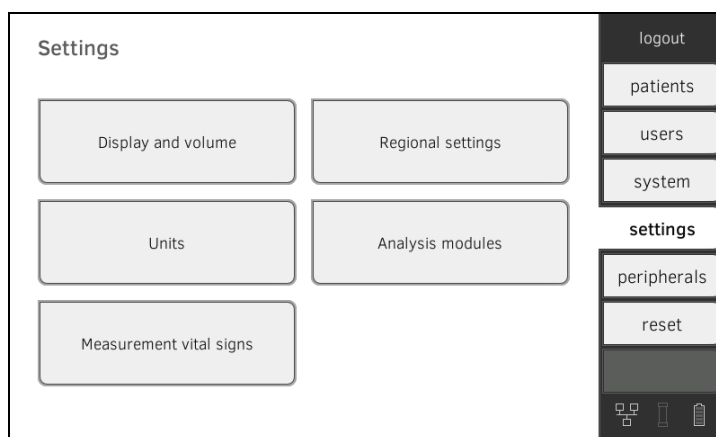 Settings
Display and volume
Regional settings
Units
Analysis modules
Measurement vital signs
logout
patients
users
system
settings
peripherals
reset